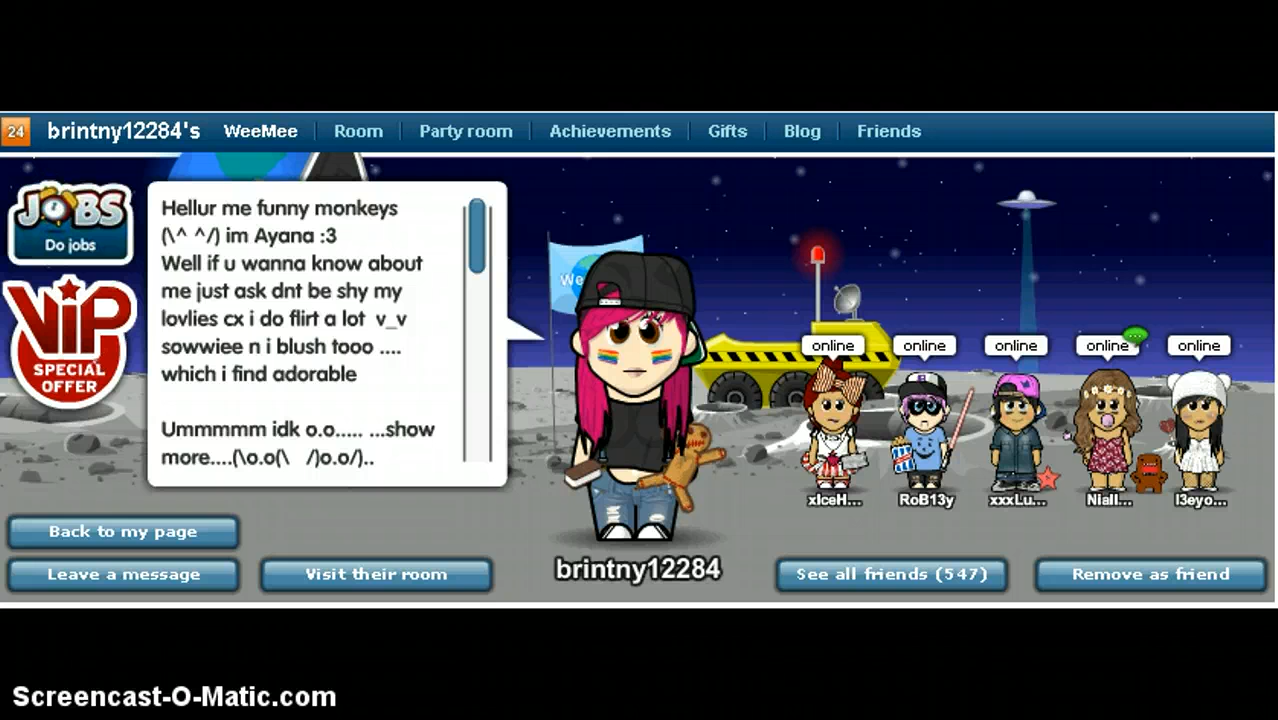 24 brintny12284's WeeMee Room Party room Achievements Gifts Blog Friends
JOBS
Do jobs
ViP
SPECIAL
OFFER
Hellur me funny monkeys
(\^ ^/) im Ayana :3
Well if u wanna know about
me just ask dnt be shy my
lovlies cx i do flirt a lot v_v
sowwiee n i blush tooo ....
which i find adorable
Ummmmm idk o.o..... ...show
more....(\o.o(\ /)o.o/)..
We
online online online online online
xIceH... RoB13y xxxLu... Niall... l3eyo...
Back to my page
Leave a message
Visit their room
brintny12284
See all friends (547)
Remove as friend
Screencast-O-Matic.com